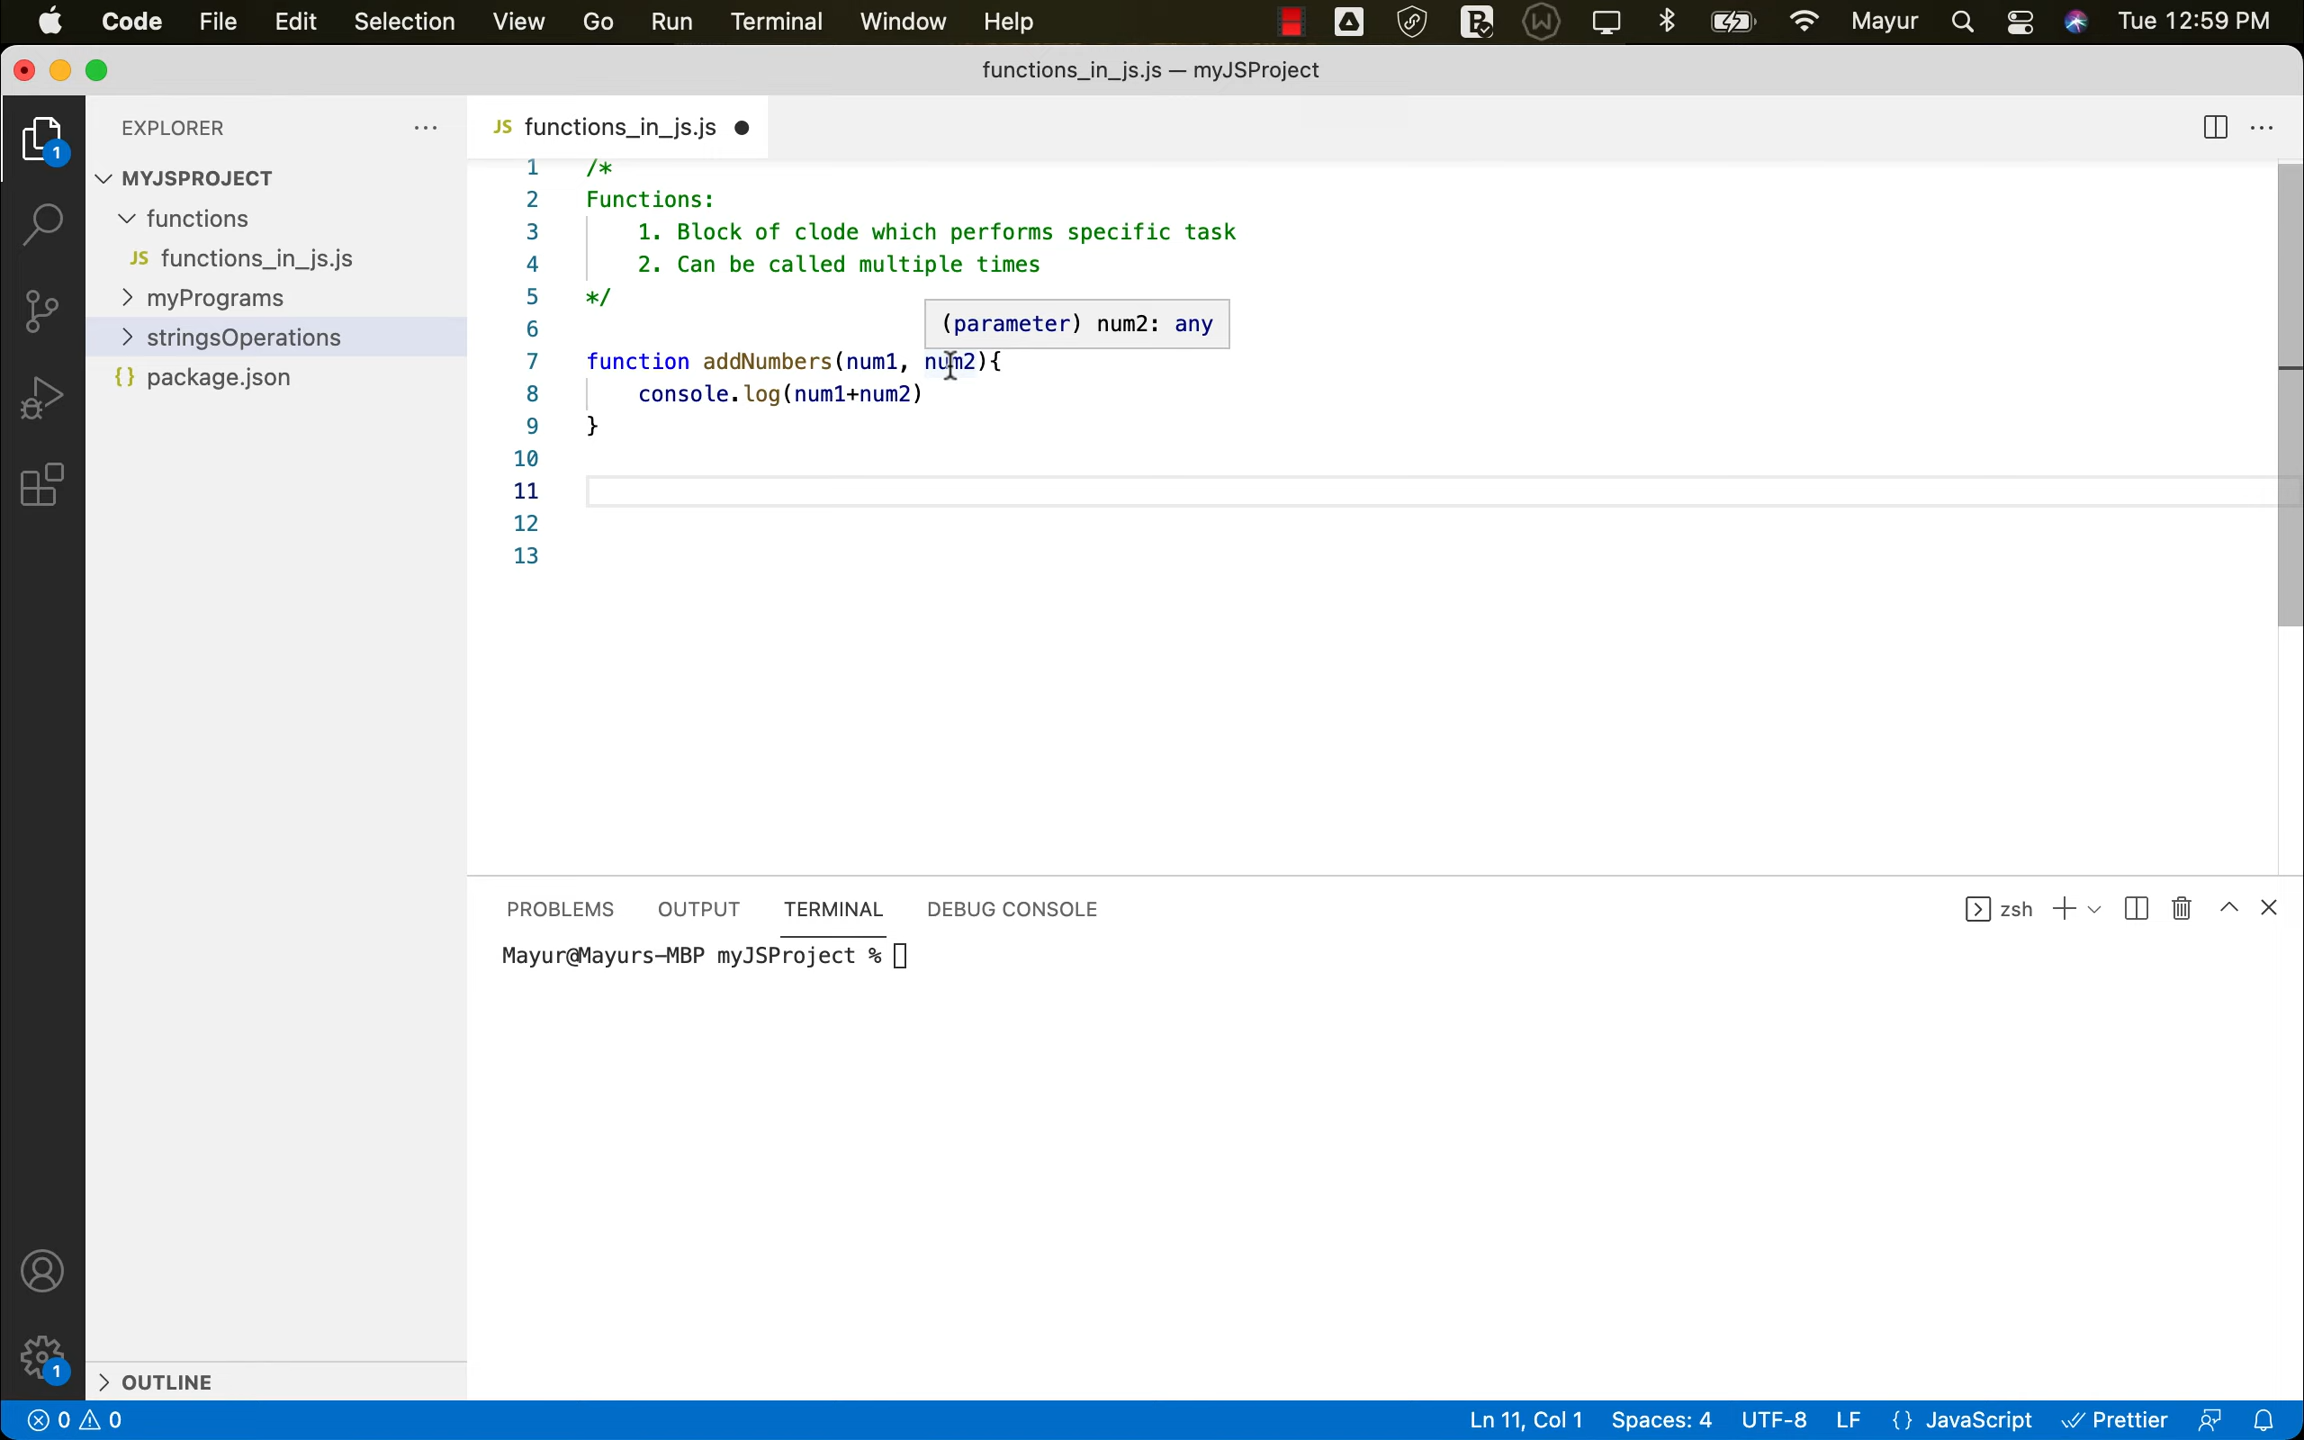 Code File Edit Selection View Go Run Terminal Window Help Mayur Tue 12:59 PM
functions_in_js.js — myJSProject
EXPLORER
MYJSPROJECT
functions
JS functions_in_js.js
myPrograms
stringsOperations
{} package.json
OUTLINE
JS functions_in_js.js
1 /*
2 Functions:
3 1. Block of clode which performs specific task
4 2. Can be called multiple times
5 */
(parameter) num2: any
6
7 function addNumbers(num1, num2){
8 console.log(num1+num2)
9 }
10
11
12
13
PROBLEMS OUTPUT TERMINAL DEBUG CONSOLE zsh
Mayur@Mayurs-MBP myJSProject %
1
1
0 0 Ln 11, Col 1 Spaces: 4 UTF-8 LF {} JavaScript Prettier